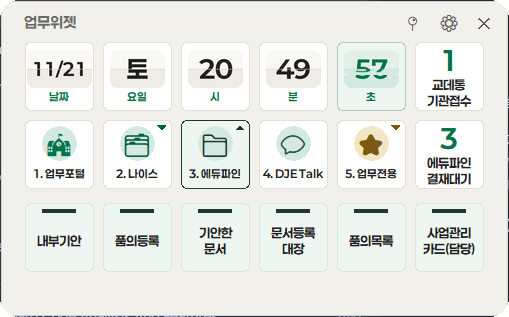 업무위젯
11/21
날짜
토
요일
20
시
49
분
57
초
1
교데통
기관접수
1. 업무포털
2. 나이스
3. 에듀파인
4. DJE Talk
5. 업무전용
3
에듀파인
결재대기
내부기안
품의등록
기안한
문서
문서등록
대장
품의목록
사업관리
카드(담당)